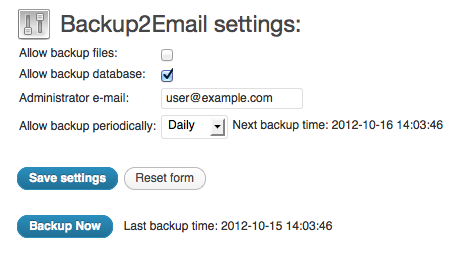 Backup2Email settings:
Allow backup files:
Allow backup database:
Administrator e-mail: user@example.com
Allow backup periodically: Daily Next backup time: 2012-10-16 14:03:46
Save settings Reset form
Backup Now Last backup time: 2012-10-15 14:03:46